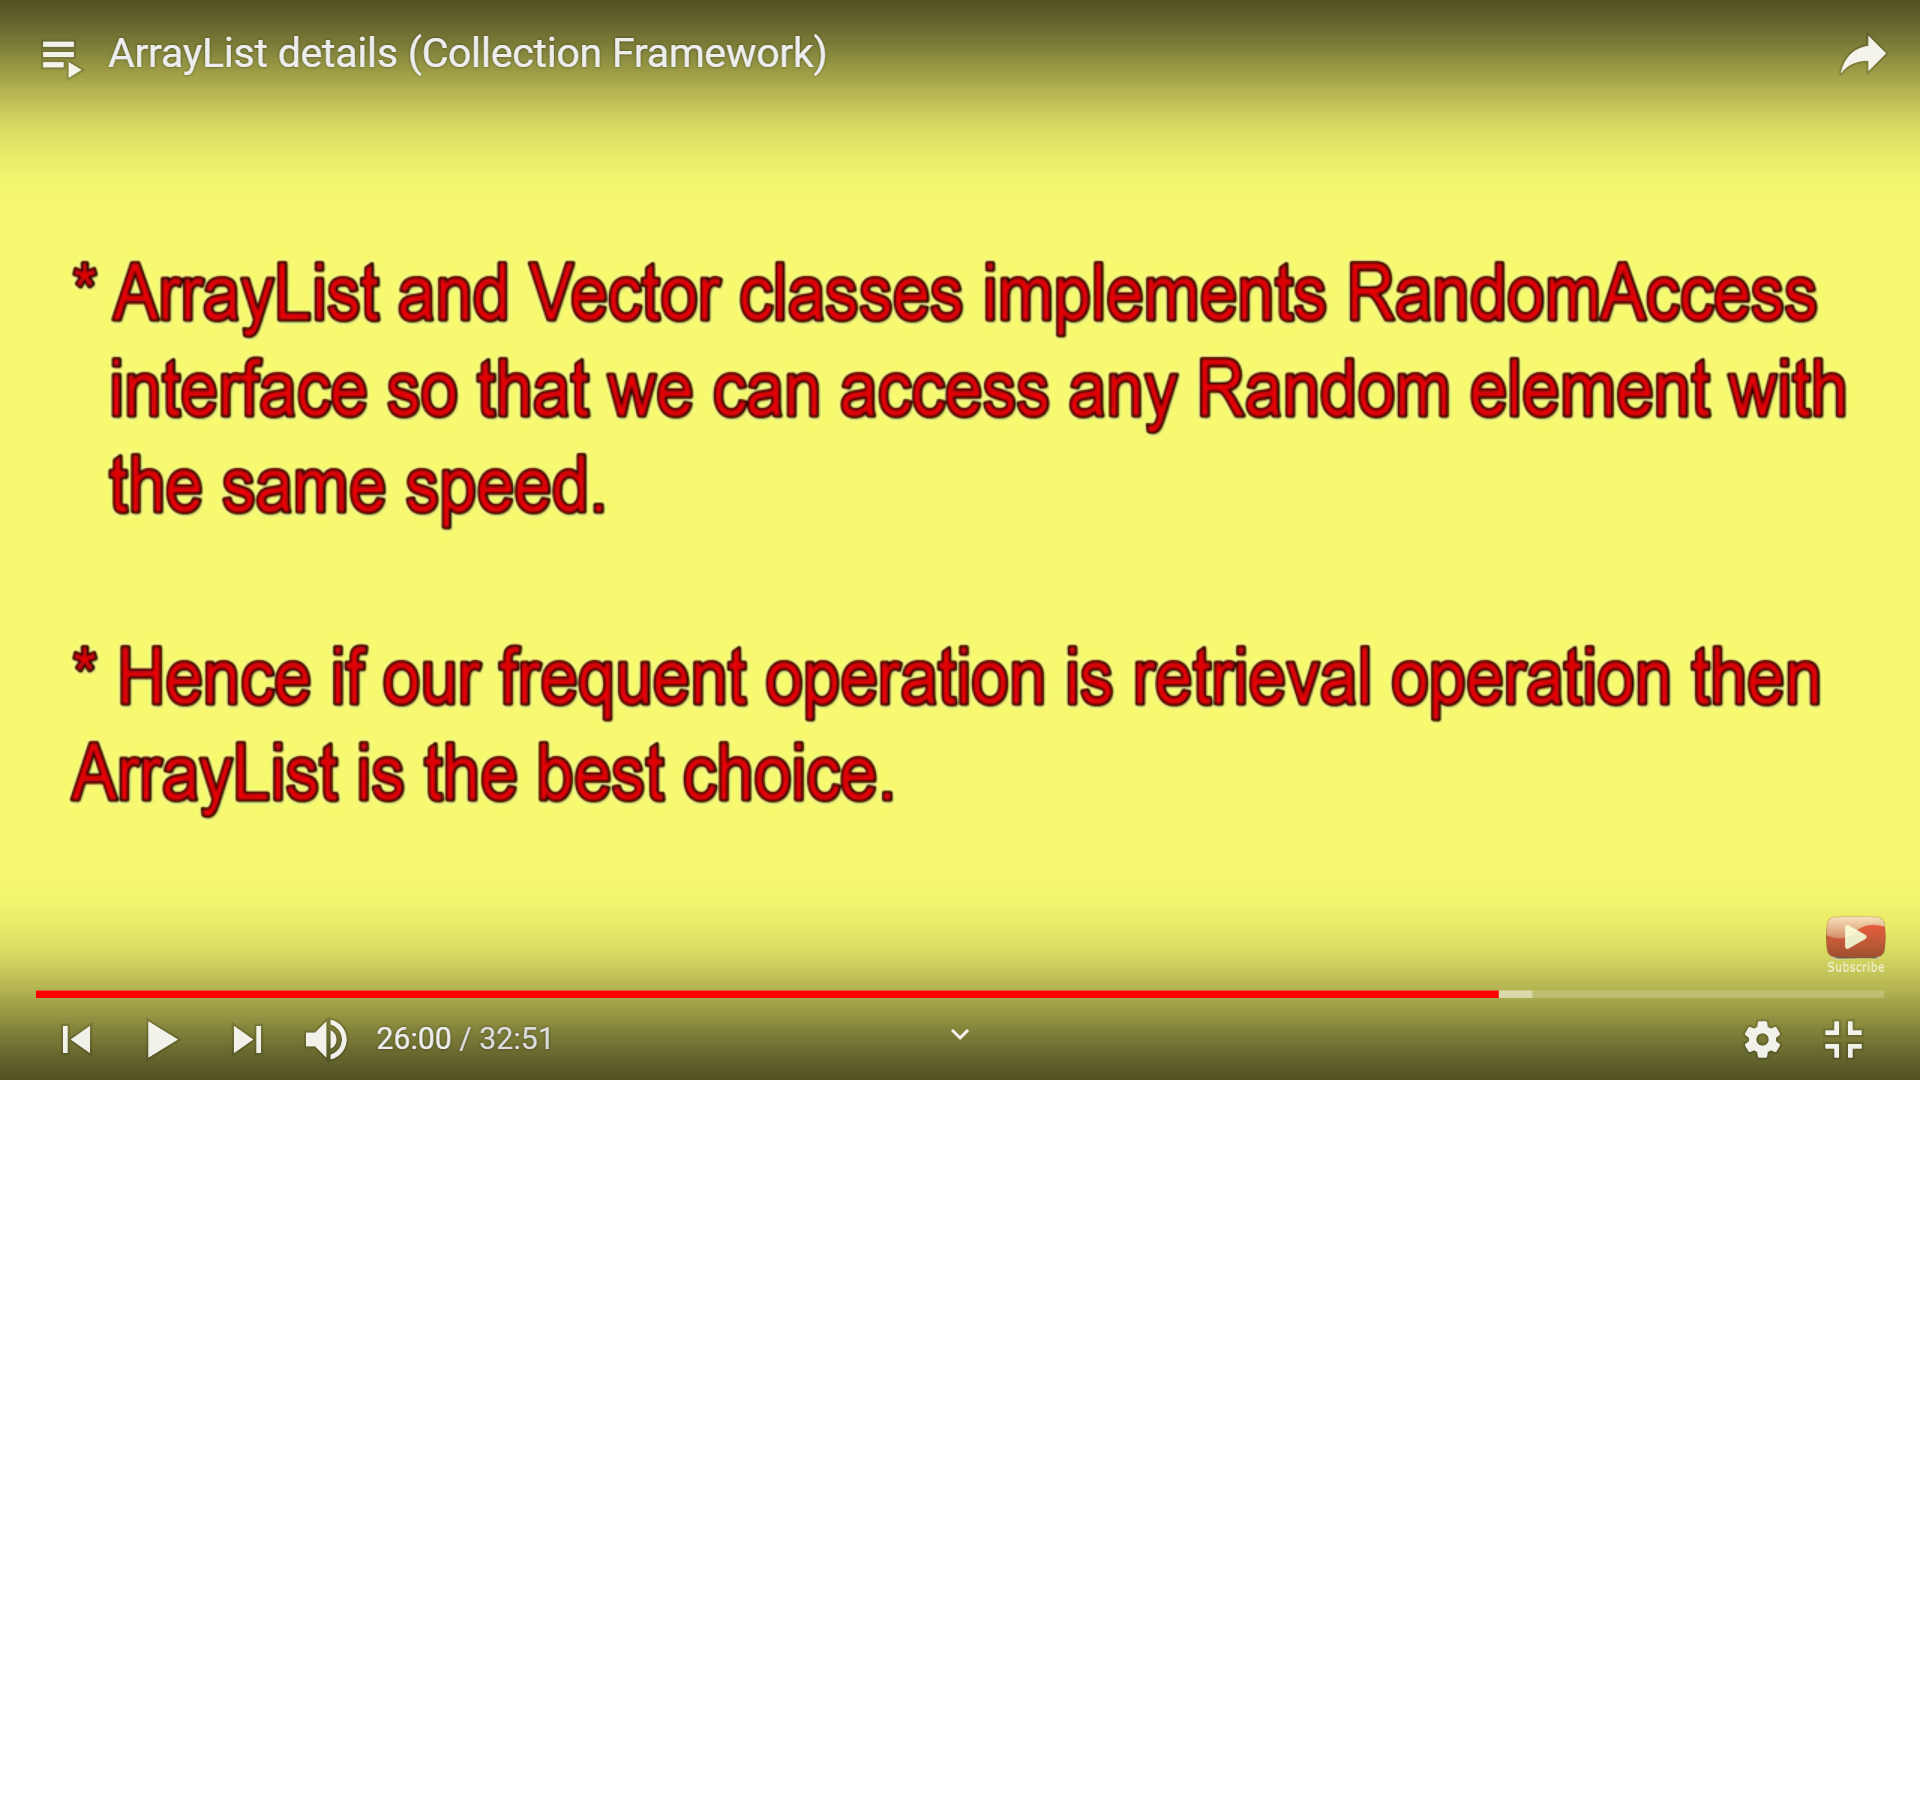 ArrayList details (Collection Framework)
* ArrayList and Vector classes implements RandomAccess
interface so that we can access any Random element with
the same speed.
* Hence if our frequent operation is retrieval operation then
ArrayList is the best choice.
Subscribe
26:00 / 32:51